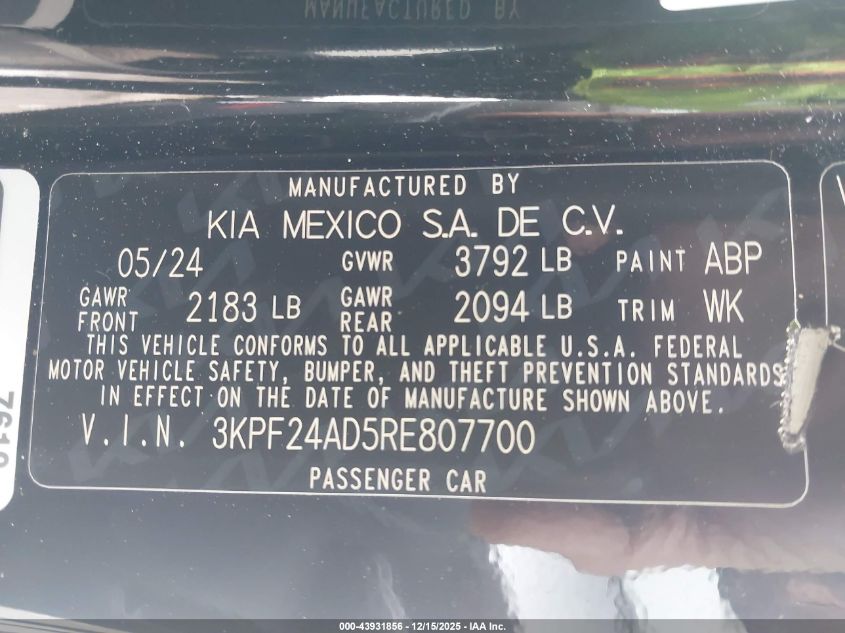 MANUFACTURED BY
MANUFACTURED BY
KIA MEXICO S.A. DE C.V.
05/24 GVWR 3792 LB PAINT ABP
GAWR FRONT 2183 LB GAWR REAR 2094 LB TRIM WK
THIS VEHICLE CONFORMS TO ALL APPLICABLE U.S.A. FEDERAL
MOTOR VEHICLE SAFETY, BUMPER, AND THEFT PREVENTION STANDARDS
IN EFFECT ON THE DATE OF MANUFACTURE SHOWN ABOVE.
V.I.N. 3KPF24AD5RE807700
PASSENGER CAR
000-43931856 - 12/15/2025 - IAA Inc.